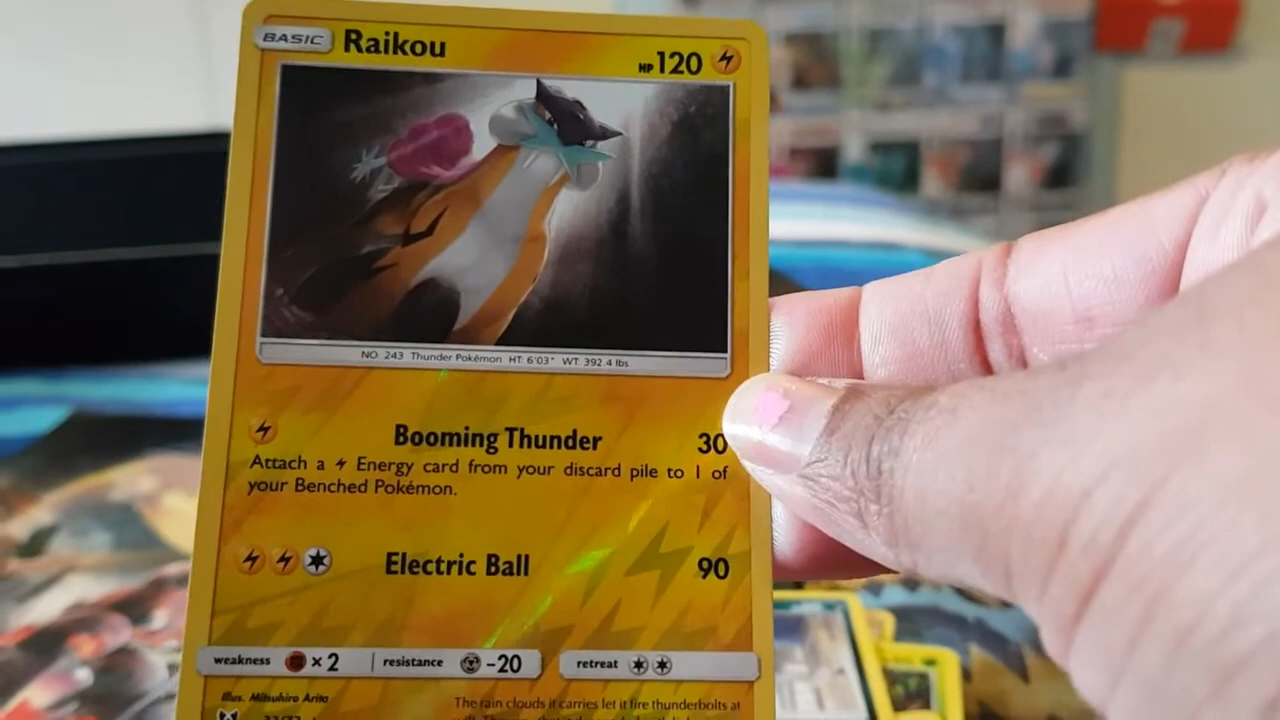 BASIC Raikou HP 120
NO. 243 Thunder Pokémon HT: 6'03" WT: 392.4 lbs.
Booming Thunder 30
Attach a Energy card from your discard pile to 1 of
your Benched Pokémon.
Electric Ball 90
weakness ×2 resistance -20 retreat
Illus. Mitsuhiro Arita
The rain clouds it carries let it fire thunderbolts at